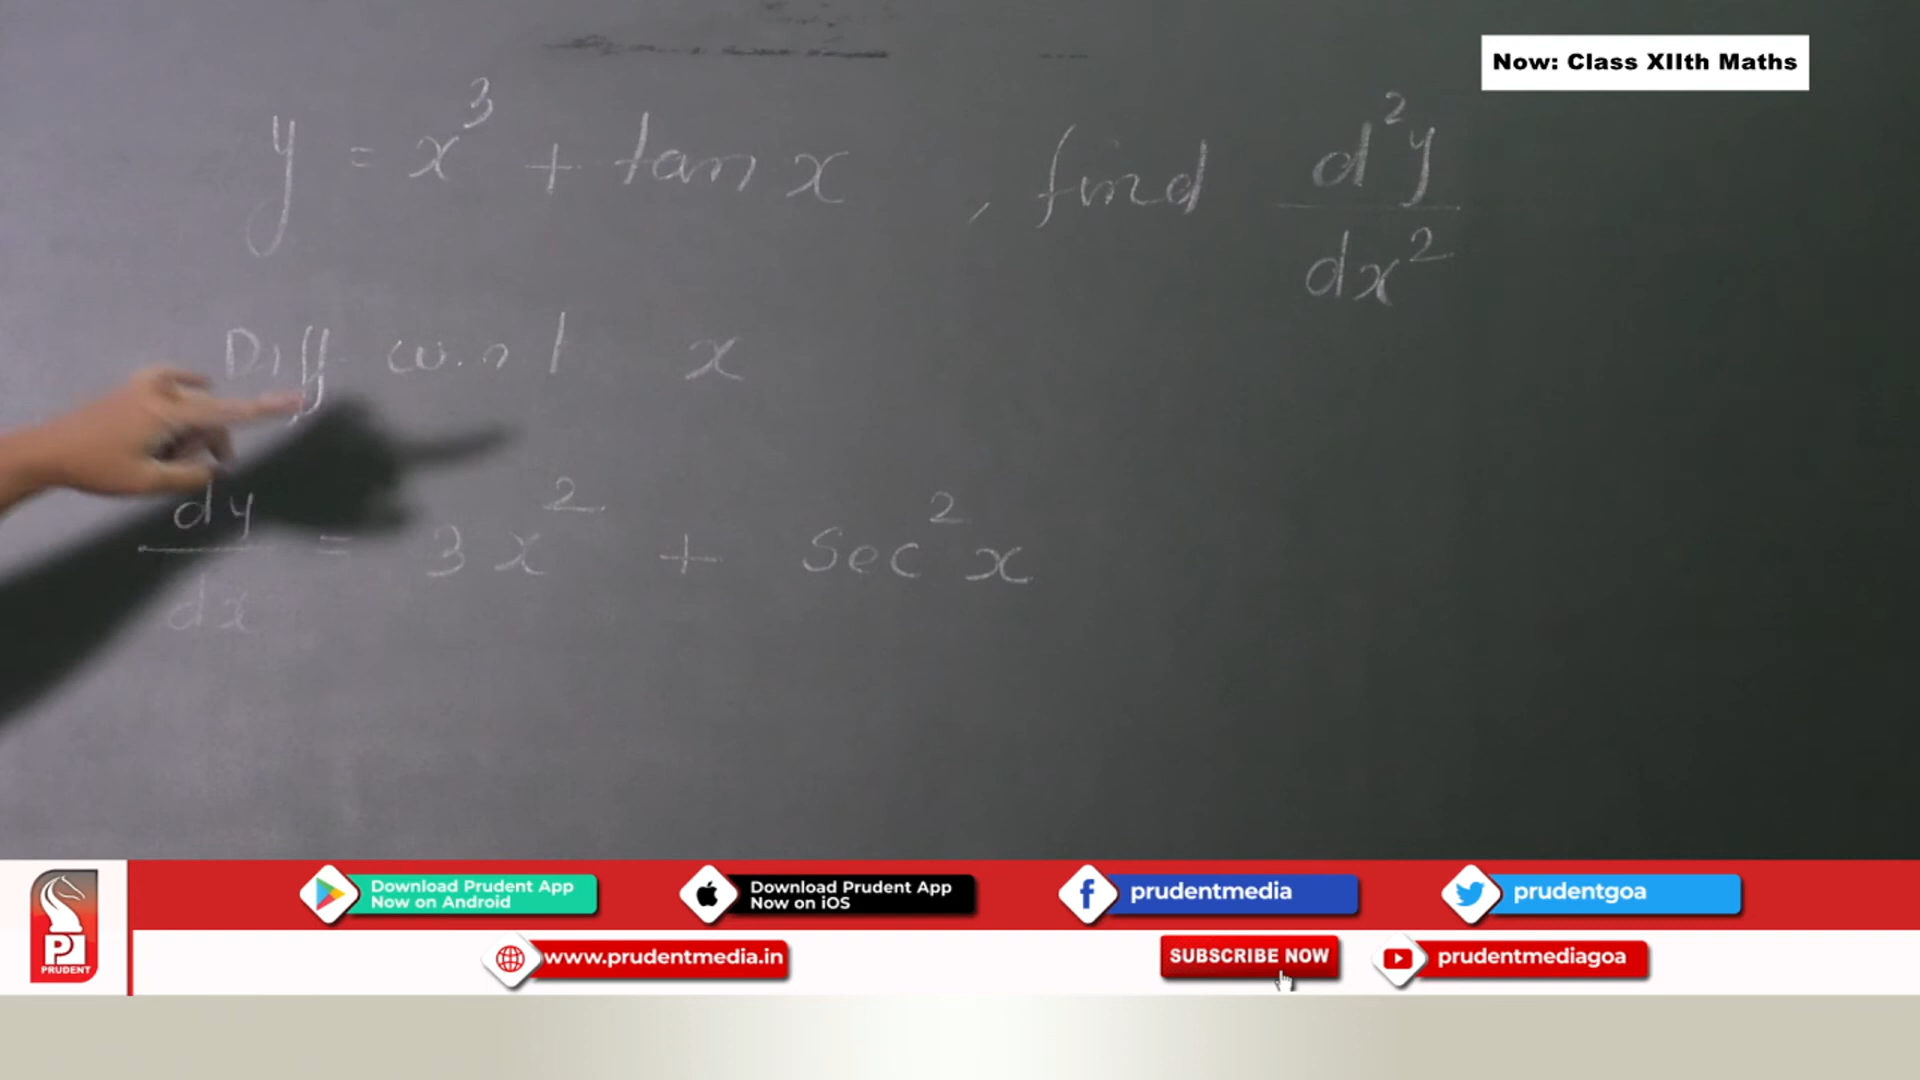 Now: Class XIIth Maths
y = x³ + tan x , find d²y/dx²
Diff w.r.t x
dy/dx = 3x² + Sec²x
Download Prudent App Now on Android
Download Prudent App Now on iOS
prudentmedia
prudentgoa
PRUDENT
www.prudentmedia.in
SUBSCRIBE NOW
prudentmediagoa